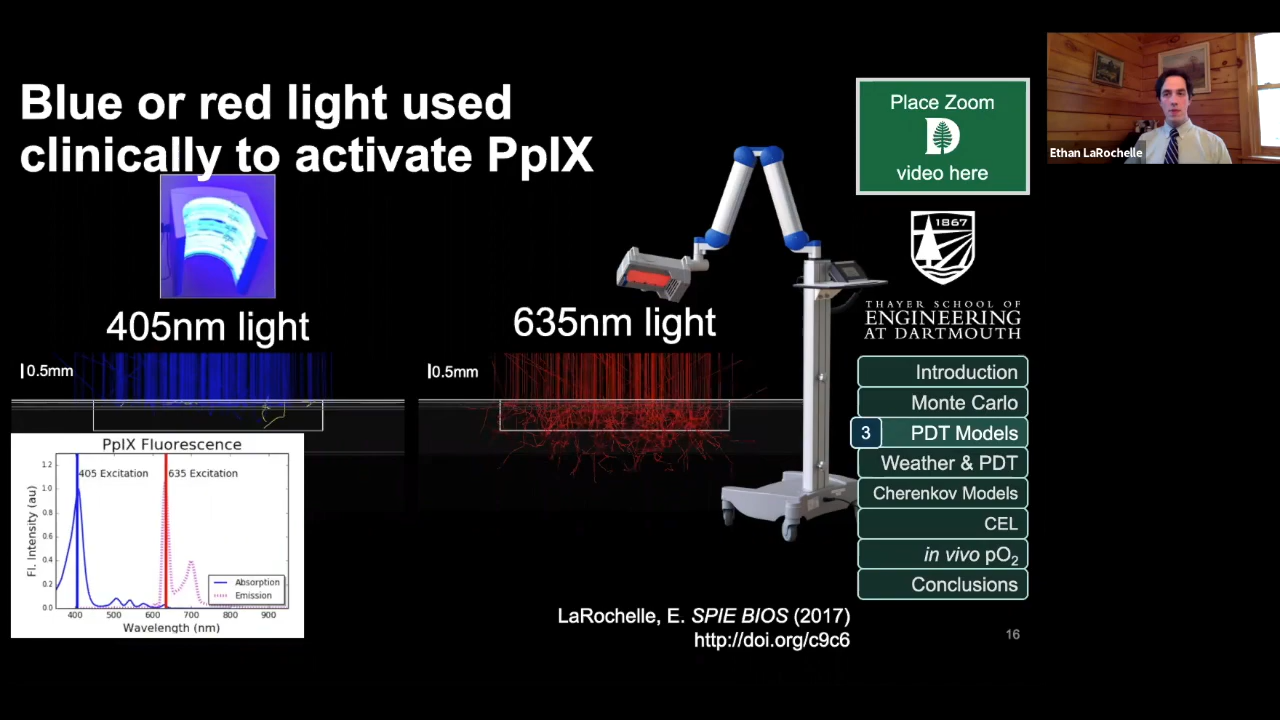 Blue or red light used
clinically to activate PpIX
405nm light
635nm light
0.5mm
0.5mm
PpIX Fluorescence
405 Excitation
635 Excitation
Fl. Intensity (au)
1.2
1.0
0.8
0.6
0.4
0.2
0.0
400
500
600
700
800
900
Wavelength (nm)
Absorption
Emission
LaRochelle, E. SPIE BIOS (2017)
http://doi.org/c9c6
Place Zoom
D
video here
1867
THAYER SCHOOL OF
ENGINEERING
AT DARTMOUTH
Introduction
Monte Carlo
3 PDT Models
Weather & PDT
Cherenkov Models
CEL
in vivo pO₂
Conclusions
16
Ethan LaRochelle